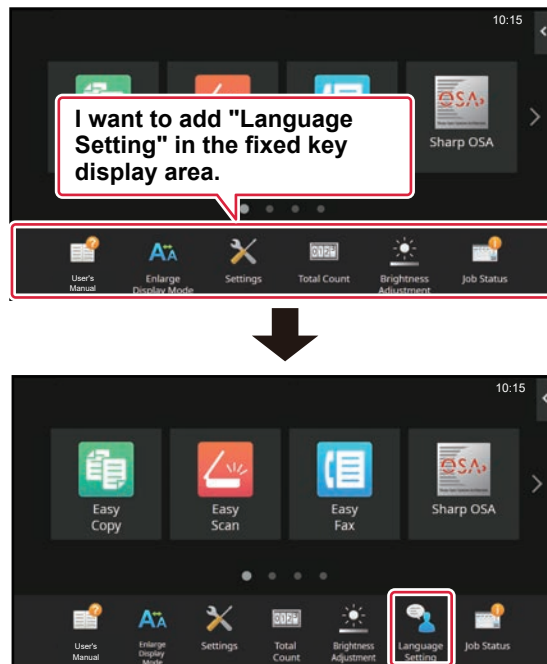 10:15
I want to add "Language
Setting" in the fixed key
display area.
OSA
Sharp OSA
User's
Manual
Enlarge
Display Mode
Settings
Total Count
Brightness
Adjustment
Job Status
10:15
Easy
Copy
Easy
Scan
Easy
Fax
OSA
Sharp OSA
User's
Manual
Enlarge
Display
Mode
Settings
Total
Count
Brightness
Adjustment
Language
Setting
Job Status